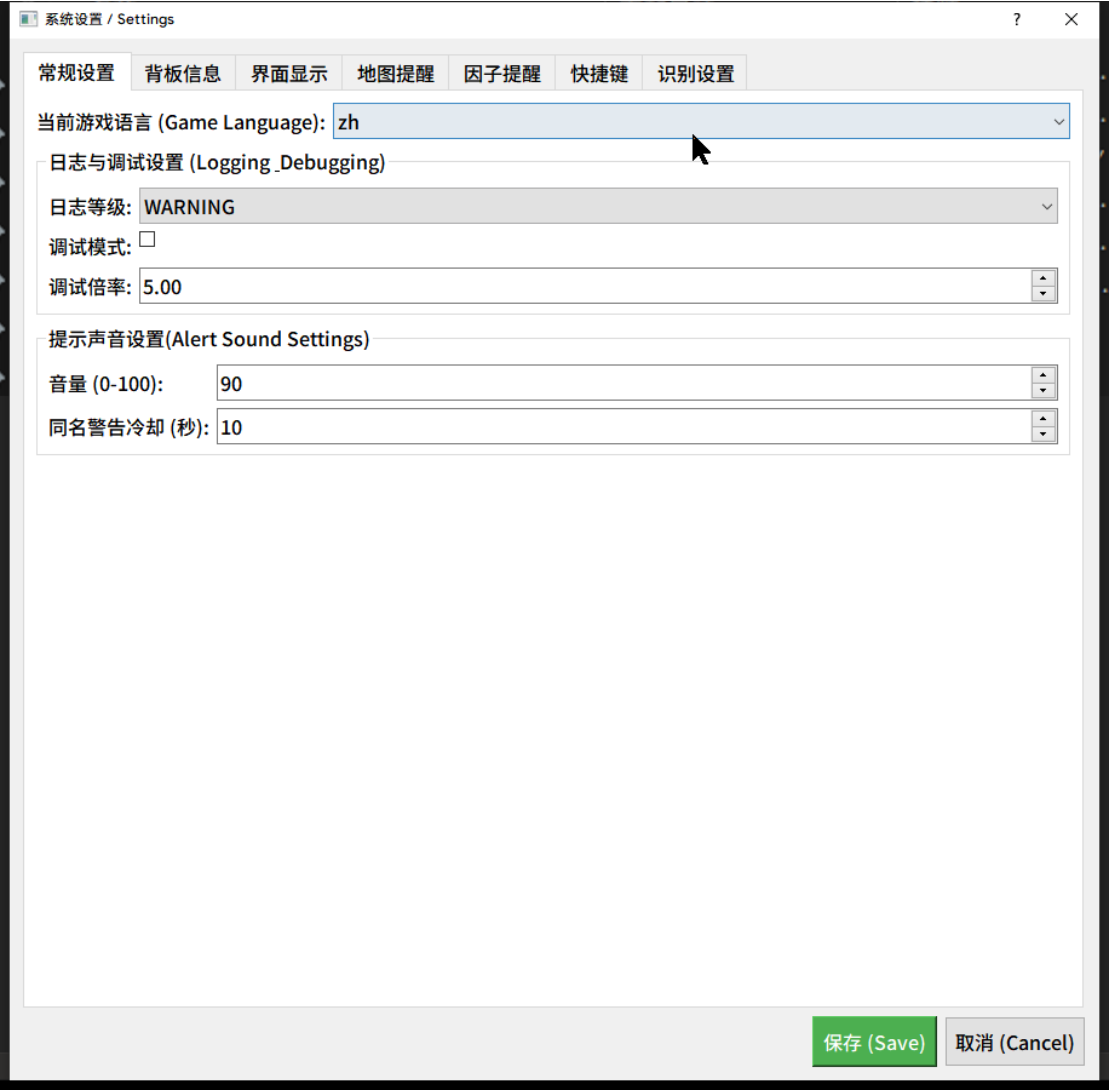 系统设置 / Settings
?
常规设置 背板信息 界面显示 地图提醒 因子提醒 快捷键 识别设置
当前游戏语言 (Game Language): zh
日志与调试设置 (Logging _Debugging)
日志等级: WARNING
调试模式:
调试倍率: 5.00
提示声音设置(Alert Sound Settings)
音量 (0-100): 90
同名警告冷却 (秒): 10
保存 (Save) 取消 (Cancel)